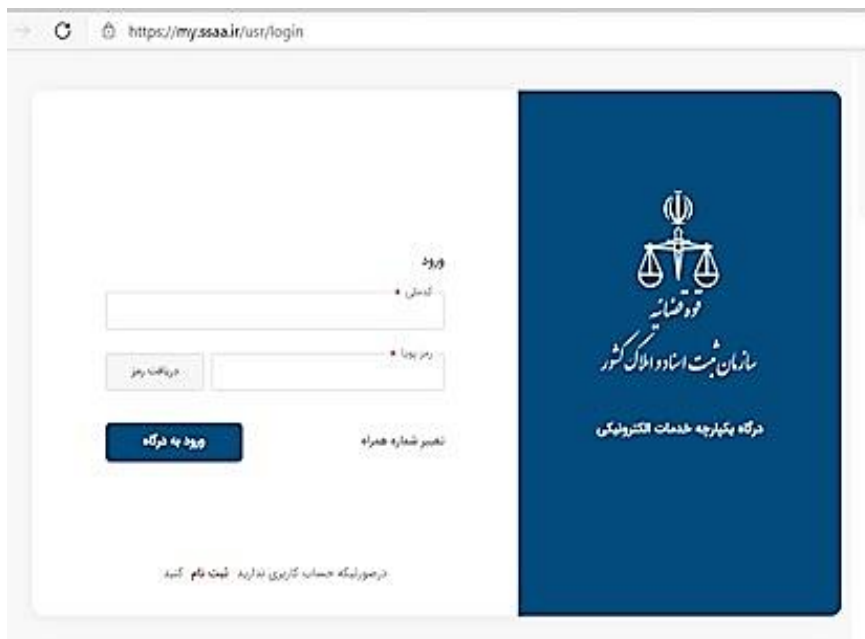 https://my.ssaa.ir/usr/login
قوه قضائیه
سازمان ثبت اسناد و املاک کشور
درگاه یکپارچه خدمات الکترونیکی
ورود
کدملی *
رمز پویا *
دریافت رمز
تغییر شماره همراه
ورود به درگاه
درصورتیکه حساب کاربری ندارید ثبت نام کنید